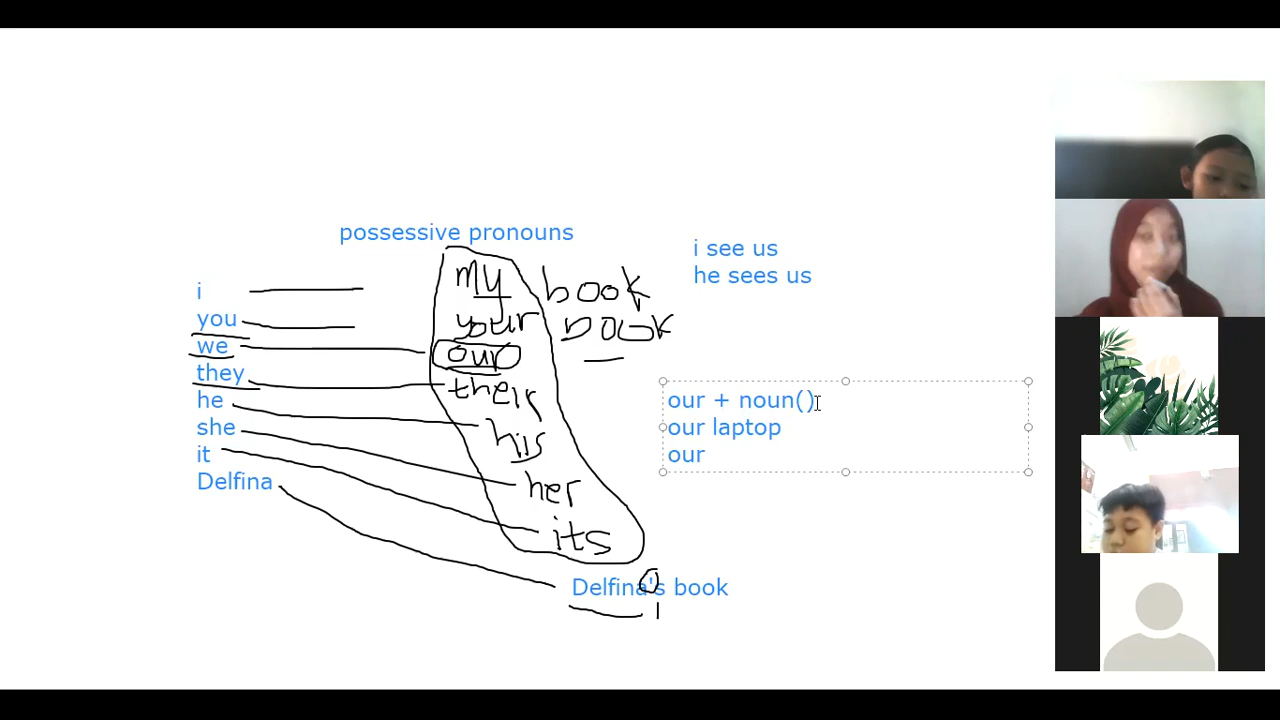 possessive pronouns
i
you
we
they
he
she
it
Delfina
my book
your book
our
their
his
her
its
Delfina's book
i see us
he sees us
our + noun()
our laptop
our